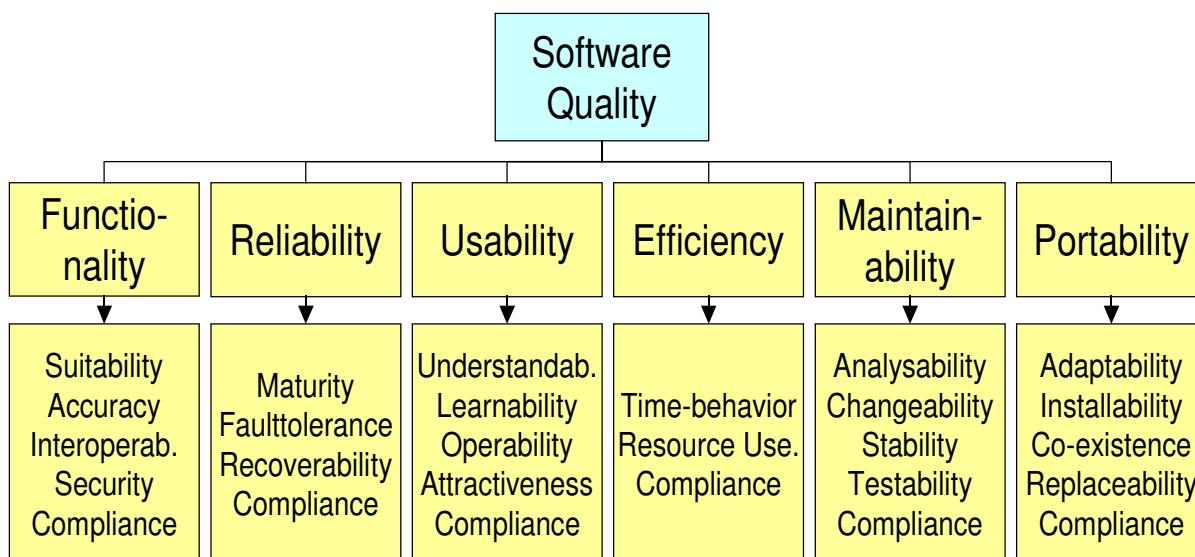 Software
Quality
Functio-
nality
Reliability
Usability
Efficiency
Maintain-
ability
Portability
Suitability
Accuracy
Interoperab.
Security
Compliance
Maturity
Faulttolerance
Recoverability
Compliance
Understandab.
Learnability
Operability
Attractiveness
Compliance
Time-behavior
Resource Use.
Compliance
Analysability
Changeability
Stability
Testability
Compliance
Adaptability
Installability
Co-existence
Replaceability
Compliance